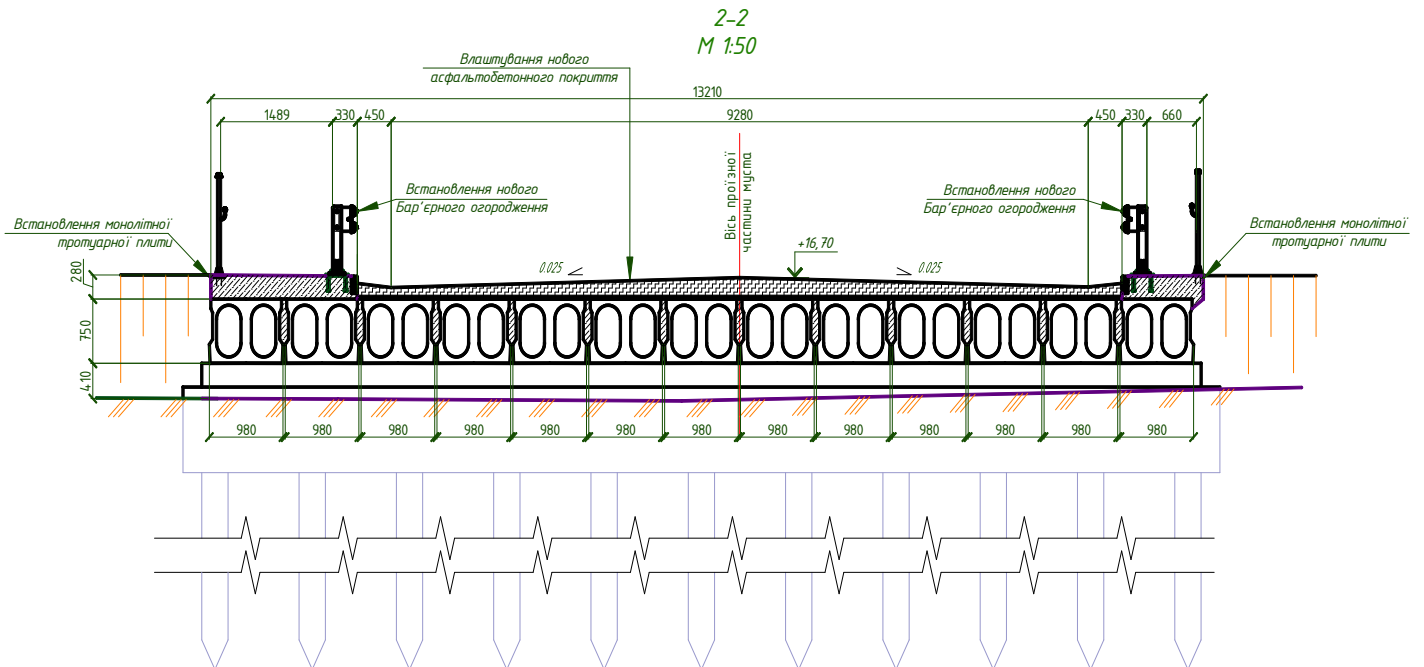 2-2
М 1:50
Влаштування нового
асфальтобетонного покриття
13210
1489
330
450
9280
450
330
660
Вісь проїзної
частини муста
Встановлення нового
Бар'єрного огородження
Встановлення нового
Бар'єрного огородження
Встановлення монолітної
тротуарної плити
Встановлення монолітної
тротуарної плити
+16,70
0.025
0.025
280
750
410
980
980
980
980
980
980
980
980
980
980
980
980
980